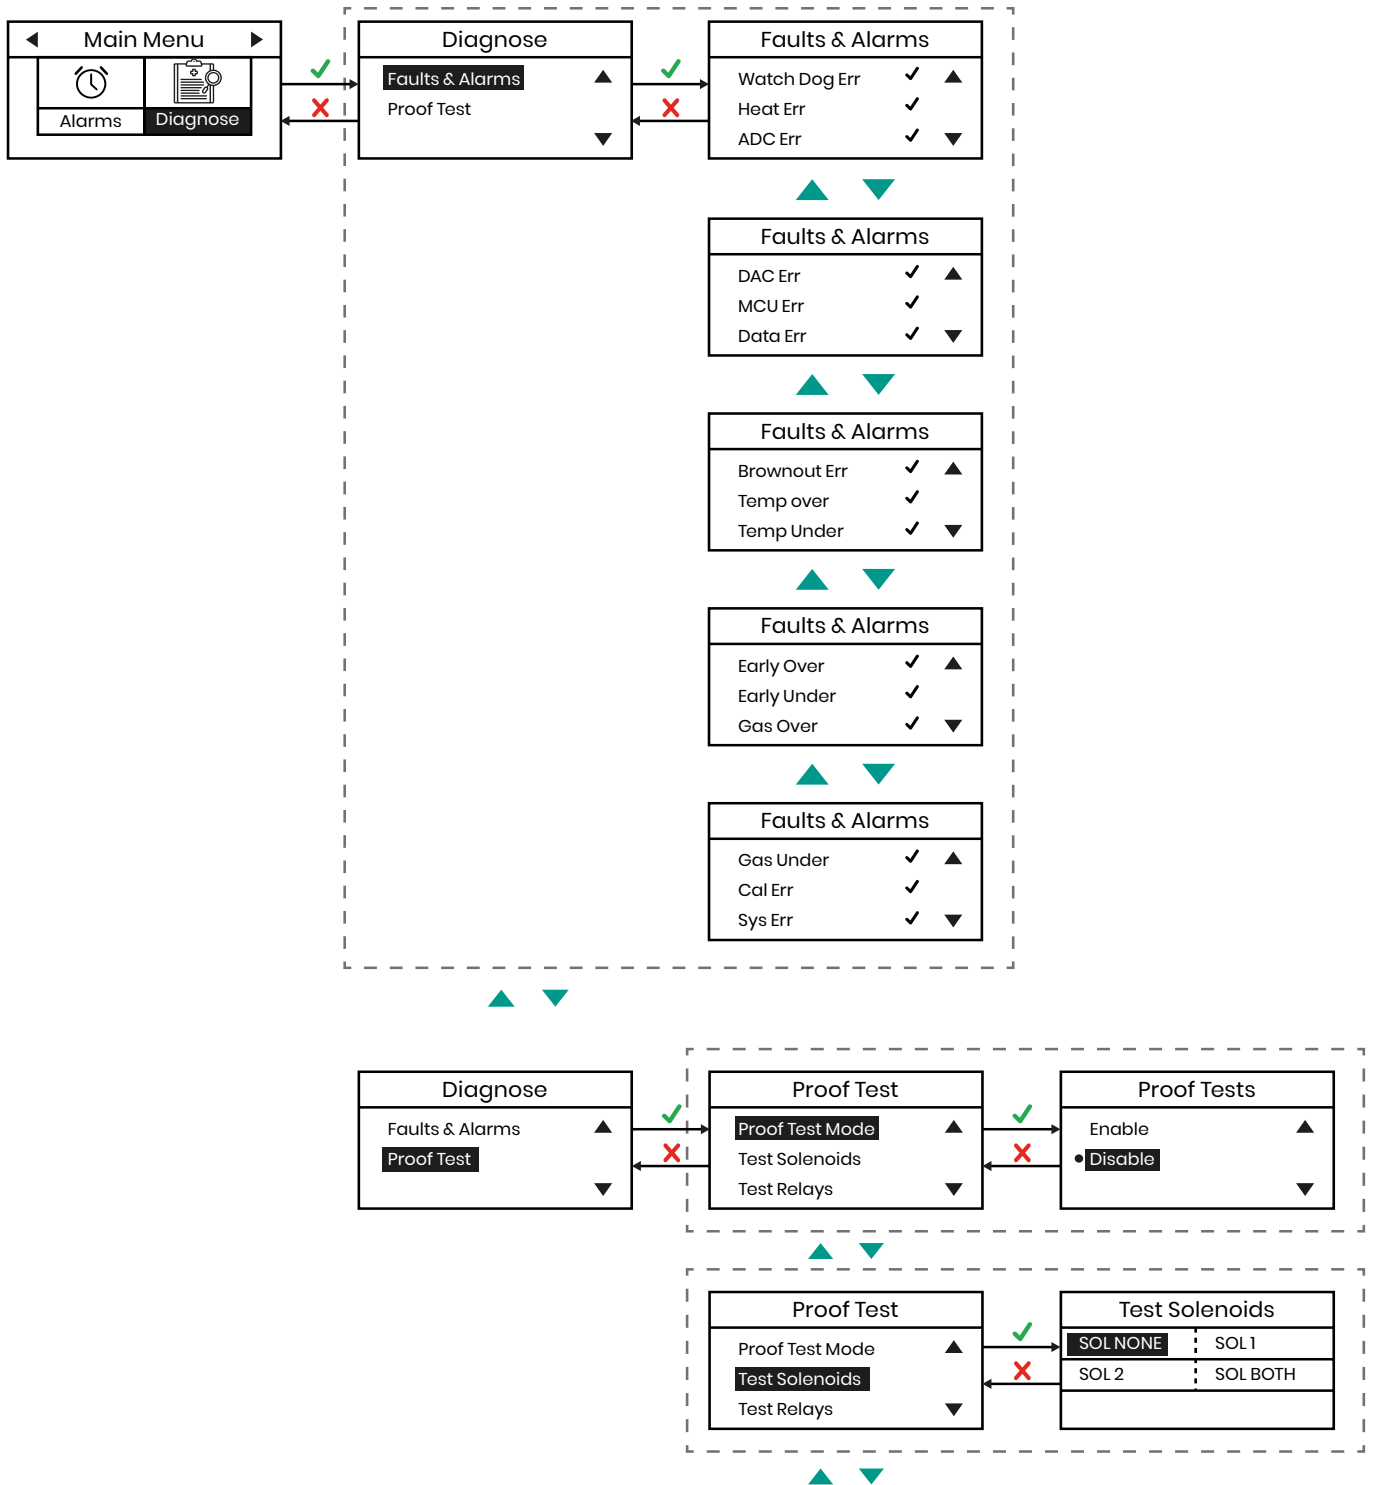 Main Menu
Alarms
Diagnose
Diagnose
Faults & Alarms
Proof Test
Faults & Alarms
Watch Dog Err
Heat Err
ADC Err
Faults & Alarms
DAC Err
MCU Err
Data Err
Faults & Alarms
Brownout Err
Temp over
Temp Under
Faults & Alarms
Early Over
Early Under
Gas Over
Faults & Alarms
Gas Under
Cal Err
Sys Err
Diagnose
Faults & Alarms
Proof Test
Proof Test
Proof Test Mode
Test Solenoids
Test Relays
Proof Tests
Enable
Disable
Proof Test
Proof Test Mode
Test Solenoids
Test Relays
Test Solenoids
SOL NONE
SOL 1
SOL 2
SOL BOTH